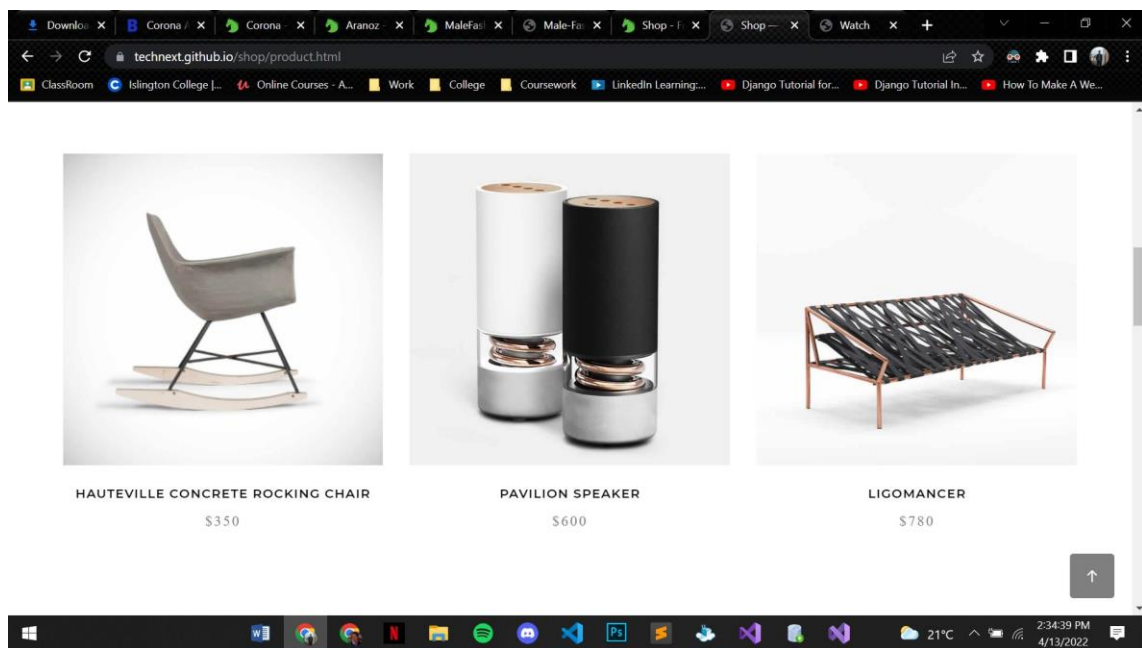 Downloa
Corona /
Corona -
Aranoz -
MaleFas
Male-Fas
Shop - F
Shop —
Watch
technext.github.io/shop/product.html
ClassRoom
Islington College |...
Online Courses - A...
Work
College
Coursework
LinkedIn Learning:...
Django Tutorial for...
Django Tutorial In...
How To Make A We...
HAUTEVILLE CONCRETE ROCKING CHAIR
PAVILION SPEAKER
LIGOMANCER
$350
$600
$780
21°C
2:34:39 PM
4/13/2022